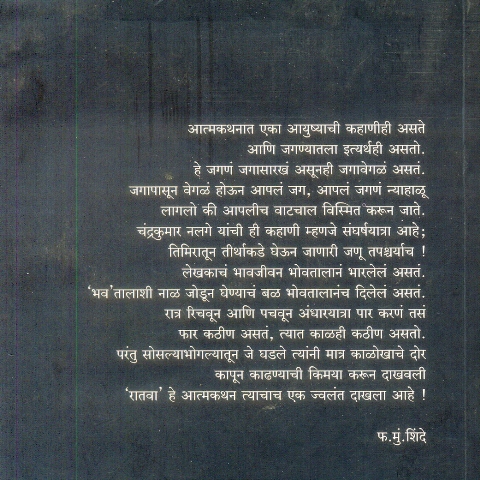 आत्मकथनात एका आयुष्याची कहाणीही असते
आणि जगण्यातला इत्यर्थही असतो.
हे जगणं जगासारखं असूनही जगावेगळं असतं.
जगापासून वेगळं होऊन आपलं जग, आपलं जगणं न्याहाळू
लागलो की आपलीच वाटचाल विस्मित करून जाते.
चंद्रकुमार नलगे यांची ही कहाणी म्हणजे संघर्षयात्रा आहे;
तिमिरातून तीर्थाकडे घेऊन जाणारी जणू तपश्चर्याच !
लेखकाचं भावजीवन भोवतालानं भारलेलं असतं.
‘भव’तालाशी नाळ जोडून घेण्याचं बळ भोवतालानंच दिलेलं असतं.
रात्र रिचवून आणि पचवून अंधारयात्रा पार करणं तसं
फार कठीण असतं, त्यात काळही कठीण असतो.
परंतु सोसल्याभोगल्यातून जे घडले त्यांनी मात्र काळोखाचे दोर
कापून काढण्याची किमया करून दाखवली
‘रातवा’ हे आत्मकथन त्याचाच एक ज्वलंत दाखला आहे !
फ.मुं.शिंदे